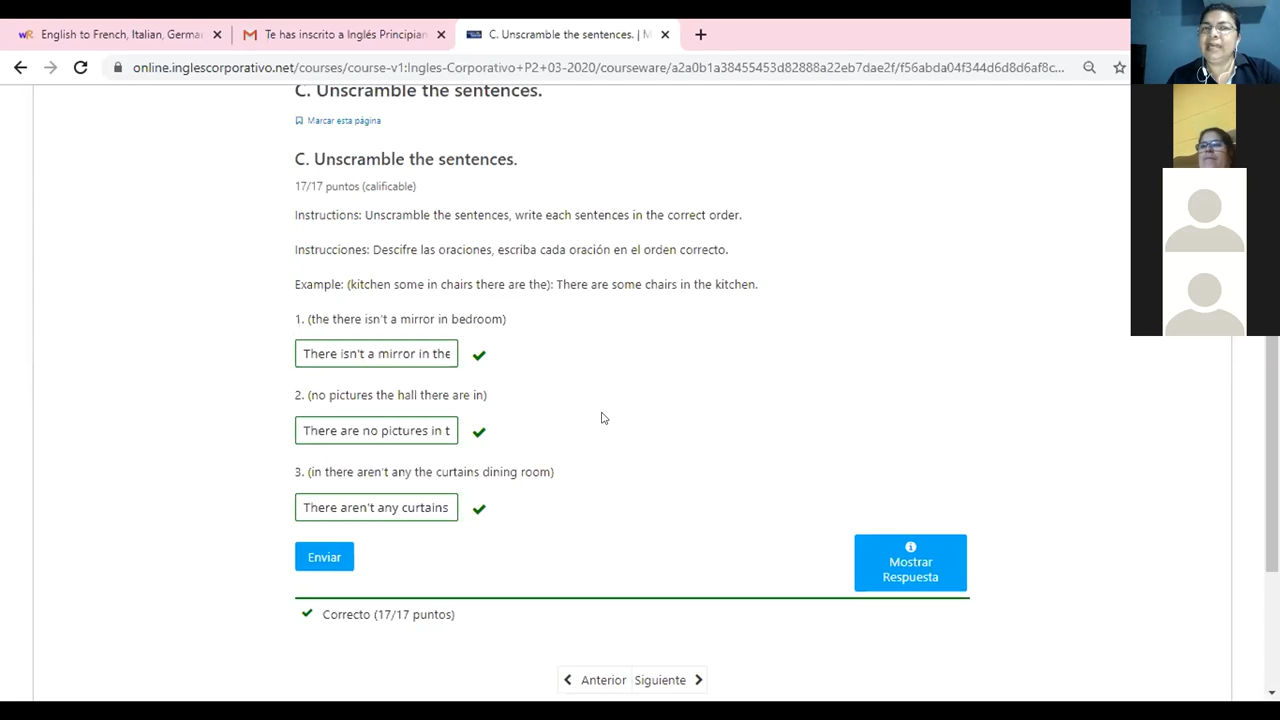 English to French, Italian, Germa
Te has inscrito a Inglés Principian
C. Unscramble the sentences. | M
online.inglescorporativo.net/courses/course-v1:Ingles-Corporativo+P2+03-2020/courseware/a2a0b1a38455453d82888a22eb7dae2f/f56abda04f344d6d8d6af8c...
C. Unscramble the sentences.
Marcar esta página
C. Unscramble the sentences.
17/17 puntos (calificable)
Instructions: Unscramble the sentences, write each sentences in the correct order.
Instrucciones: Descifre las oraciones, escriba cada oración en el orden correcto.
Example: (kitchen some in chairs there are the): There are some chairs in the kitchen.
1. (the there isn't a mirror in bedroom)
There isn't a mirror in the
2. (no pictures the hall there are in)
There are no pictures in t
3. (in there aren't any the curtains dining room)
There aren't any curtains
Enviar
Mostrar
Respuesta
Correcto (17/17 puntos)
Anterior Siguiente